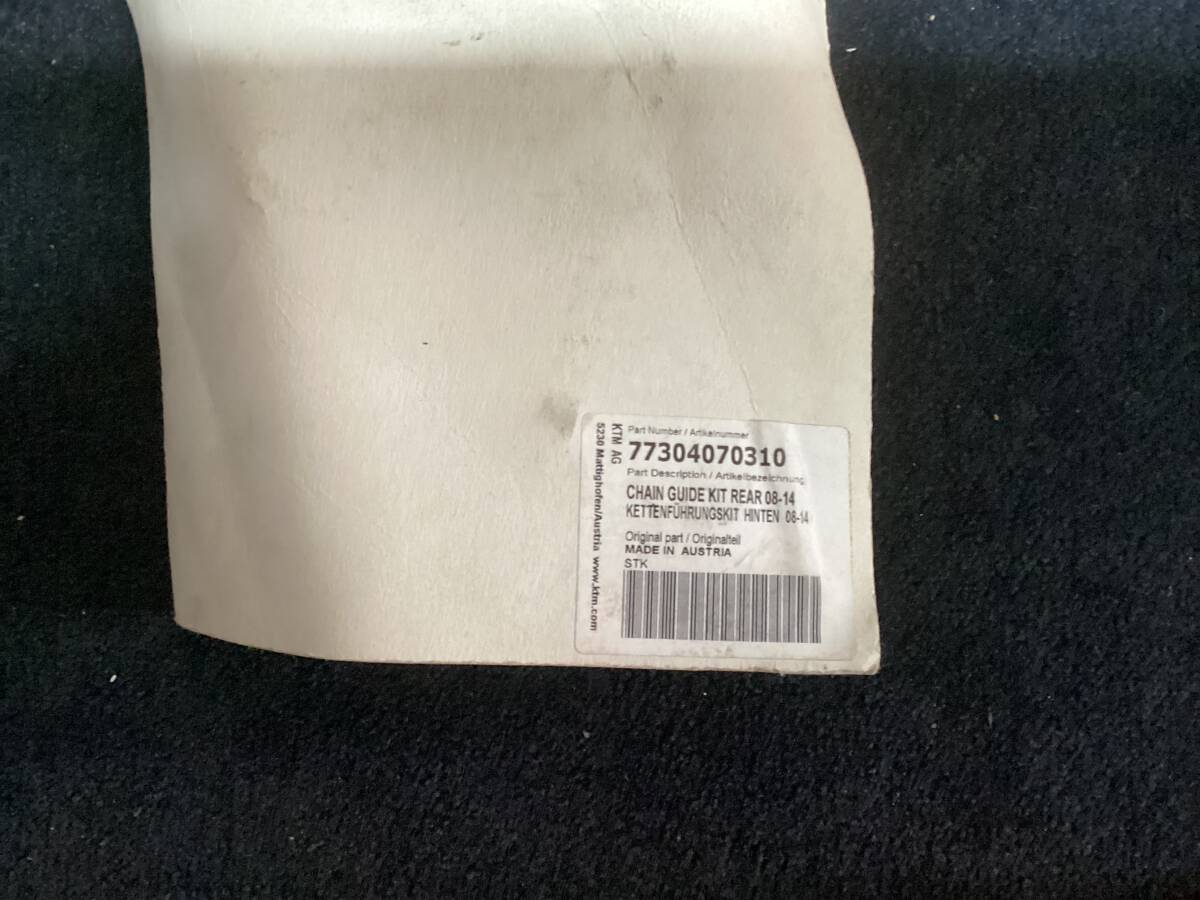 KTM AG
5230 Mattighofen/Austria www.ktm.com
Part Number / Artikelnummer
77304070310
Part Description / Artikelbezeichnung
CHAIN GUIDE KIT REAR 08-14
KETTENFÜHRUNGSKIT HINTEN 08-14
Original part / Originalteil
MADE IN AUSTRIA
STK